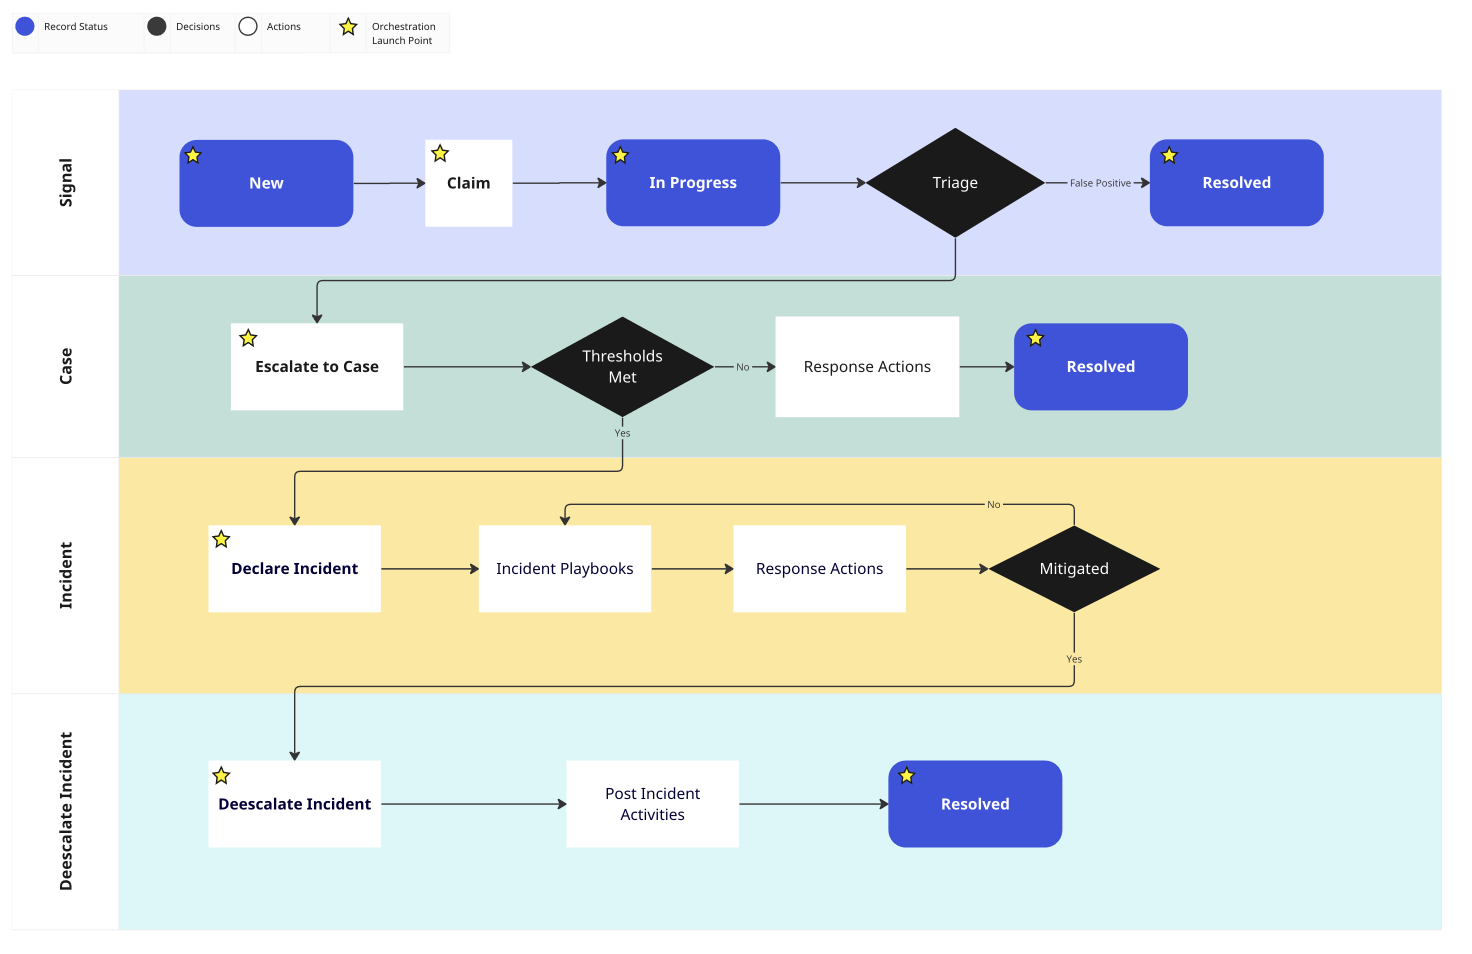 Record Status
Decisions
Actions
Orchestration
Launch Point
Signal
New
Claim
In Progress
Triage
False Positive
Resolved
Case
Escalate to Case
Thresholds
Met
No
Response Actions
Resolved
Yes
Incident
No
Declare Incident
Incident Playbooks
Response Actions
Mitigated
Yes
Deescalate Incident
Deescalate Incident
Post Incident
Activities
Resolved